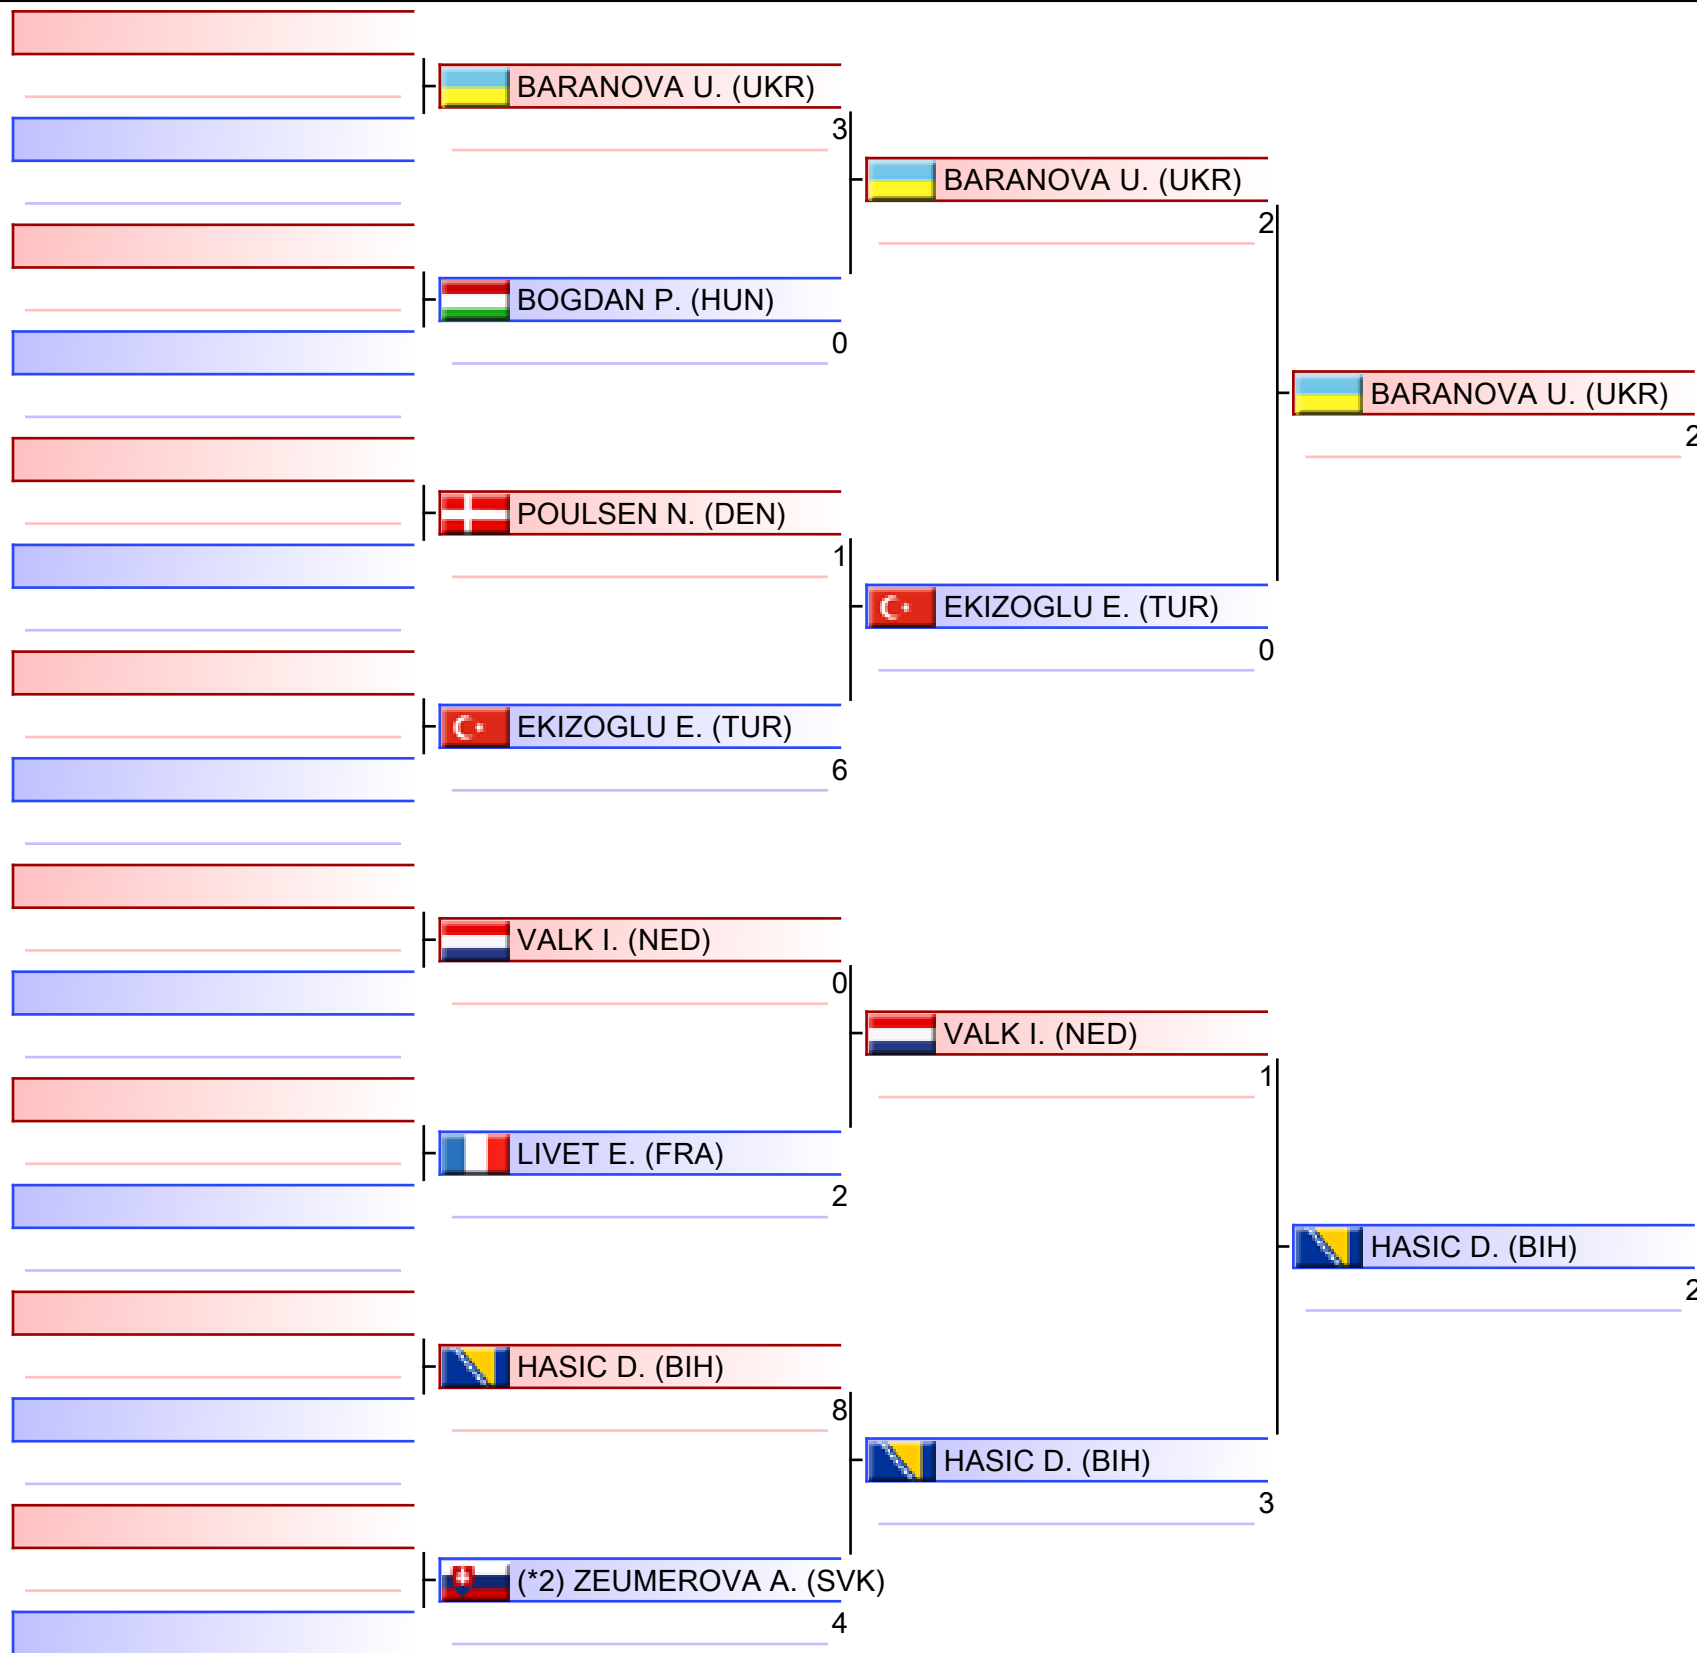 BARANOVA U. (UKR)
3
BARANOVA U. (UKR)
2
BOGDAN P. (HUN)
0
BARANOVA U. (UKR)
2
POULSEN N. (DEN)
1
EKIZOGLU E. (TUR)
0
EKIZOGLU E. (TUR)
6
VALK I. (NED)
0
VALK I. (NED)
1
LIVET E. (FRA)
2
HASIC D. (BIH)
2
HASIC D. (BIH)
8
HASIC D. (BIH)
3
(*2) ZEUMEROVA A. (SVK)
4